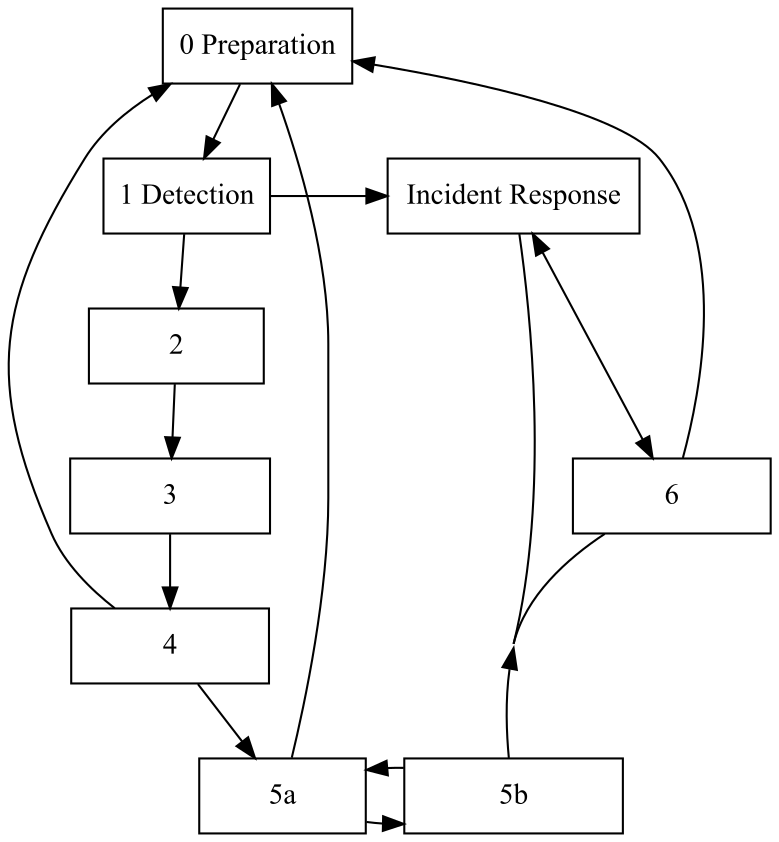 0 Preparation
1 Detection
Incident Response
2
3
6
4
5a
5b